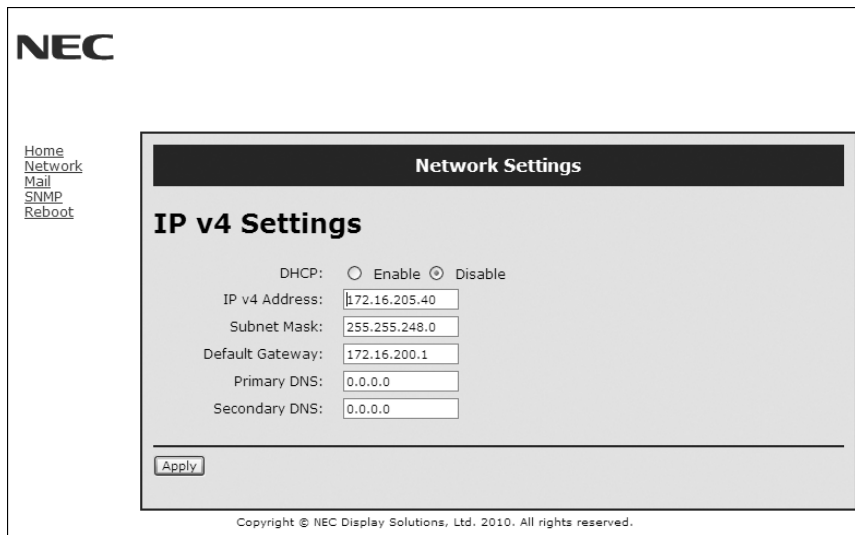 NEC
Home
Network
Mail
SNMP
Reboot
Network Settings
IP v4 Settings
DHCP: Enable Disable
IP v4 Address: 172.16.205.40
Subnet Mask: 255.255.248.0
Default Gateway: 172.16.200.1
Primary DNS: 0.0.0.0
Secondary DNS: 0.0.0.0
Apply
Copyright © NEC Display Solutions, Ltd. 2010. All rights reserved.